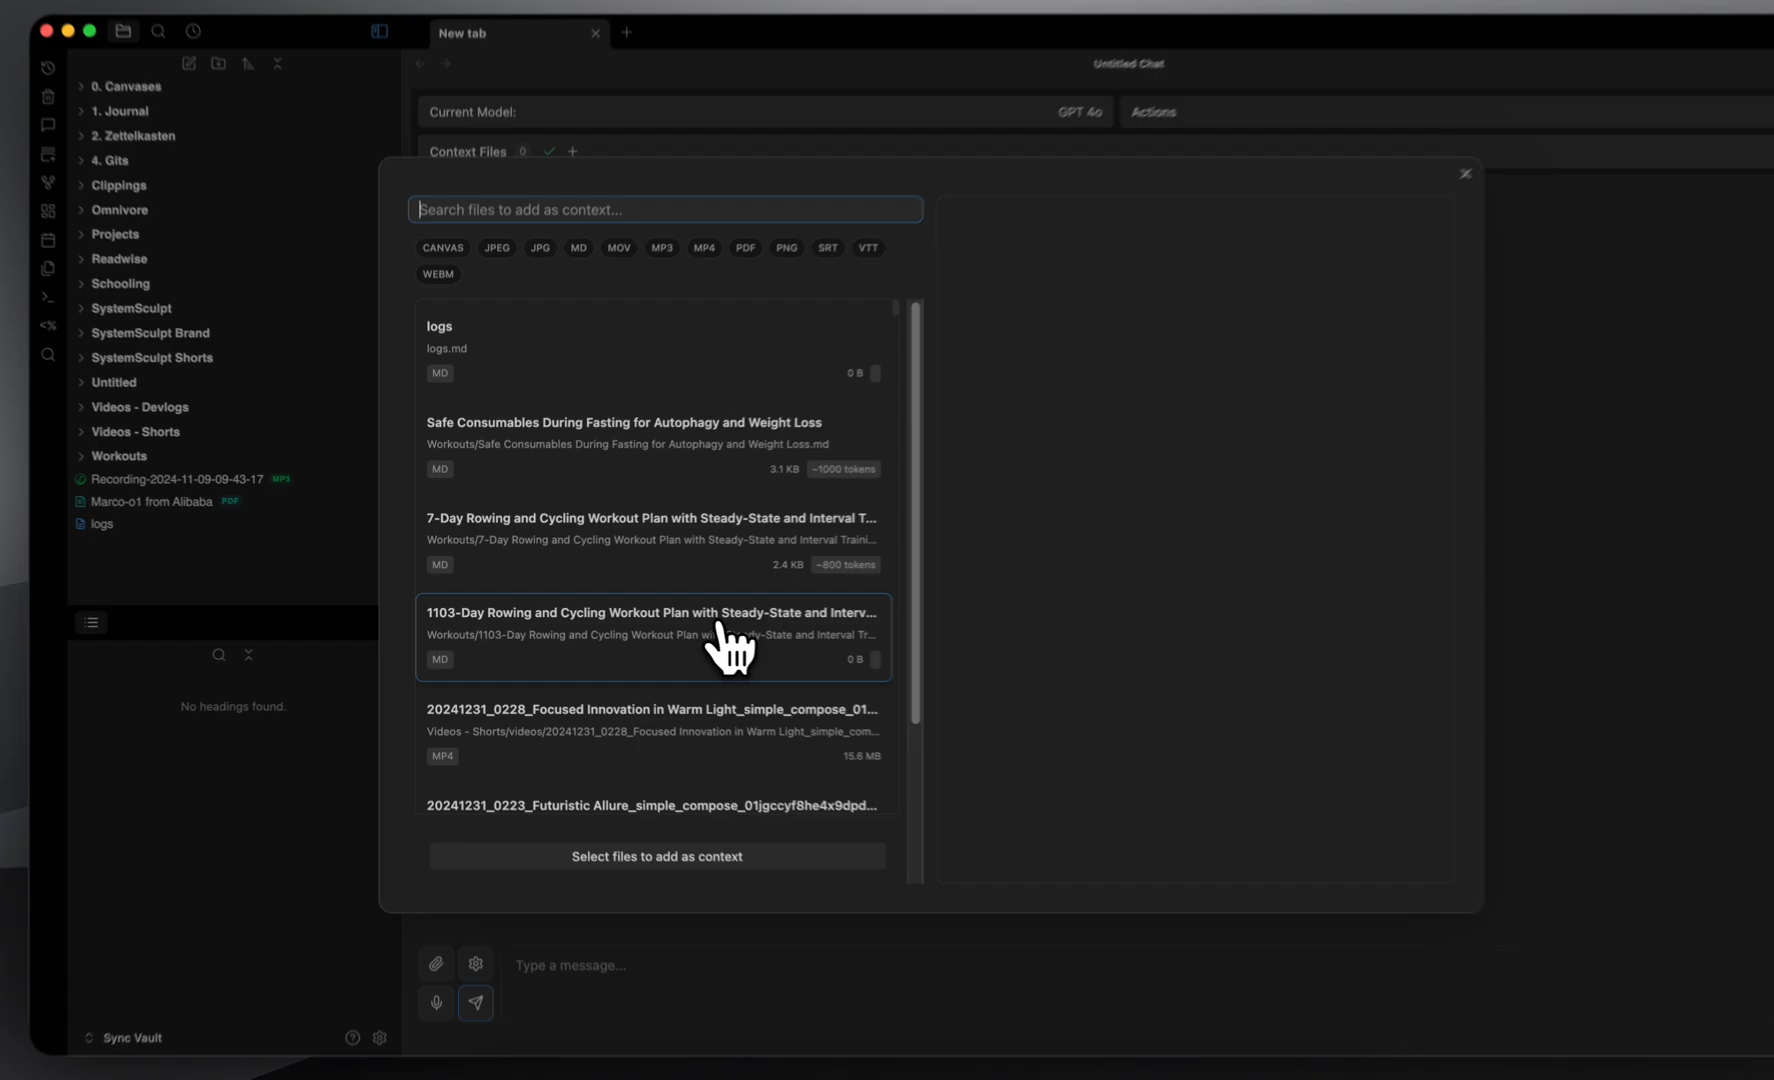 New tab
Untitled Chat
0. Canvases
1. Journal
2. Zettelkasten
4. Gits
Clippings
Omnivore
Projects
Readwise
Schooling
SystemSculpt
SystemSculpt Brand
SystemSculpt Shorts
Untitled
Videos - Devlogs
Videos - Shorts
Workouts
Recording-2024-11-09-09-43-17 MP3
Marco-o1 from Alibaba PDF
logs
No headings found.
Sync Vault
Current Model: GPT 4o Actions
Context Files 0
Search files to add as context...
CANVAS JPEG JPG MD MOV MP3 MP4 PDF PNG SRT VTT
WEBM
logs
logs.md
MD 0 B
Safe Consumables During Fasting for Autophagy and Weight Loss
Workouts/Safe Consumables During Fasting for Autophagy and Weight Loss.md
MD 3.1 KB ~1000 tokens
7-Day Rowing and Cycling Workout Plan with Steady-State and Interval T...
Workouts/7-Day Rowing and Cycling Workout Plan with Steady-State and Interval Traini...
MD 2.4 KB ~800 tokens
1103-Day Rowing and Cycling Workout Plan with Steady-State and Interv...
Workouts/1103-Day Rowing and Cycling Workout Plan -State and Interval Tr...
MD 0 B
20241231_0228_Focused Innovation in Warm Light_simple_compose_01...
Videos - Shorts/videos/20241231_0228_Focused Innovation in Warm Light_simple_com...
MP4 15.6 MB
20241231_0223_Futuristic Allure_simple_compose_01jgccyf8he4x9dpd...
Select files to add as context
Type a message...